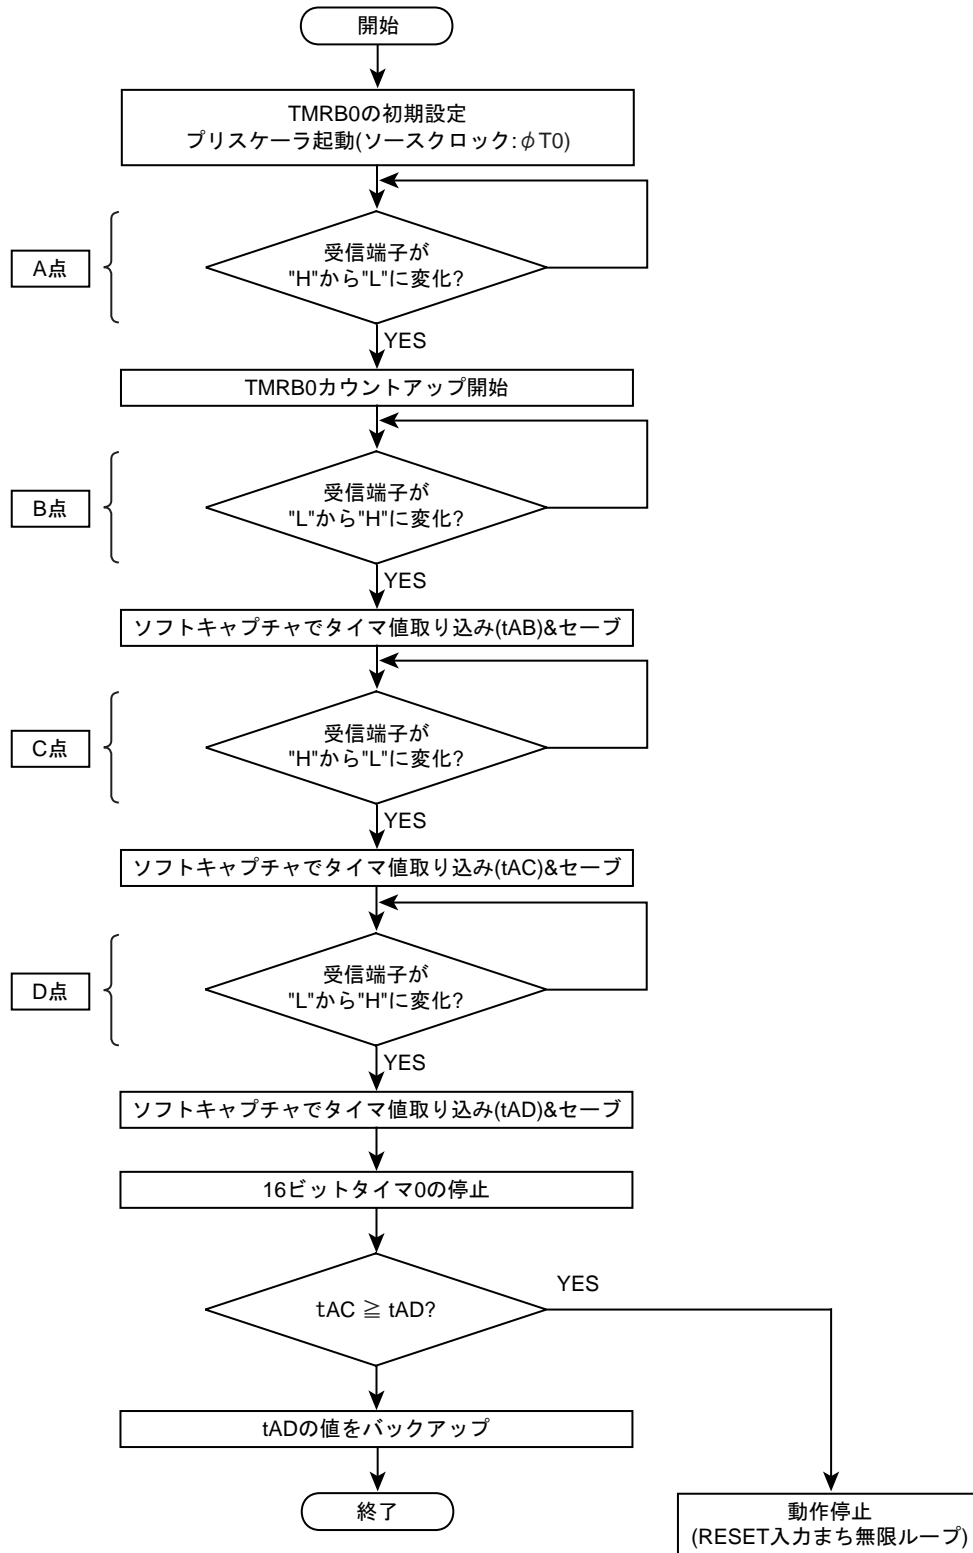 開始
TMRB0の初期設定
プリスケーラ起動(ソースクロック:φT0)
A点
受信端子が
"H"から"L"に変化?
YES
TMRB0カウントアップ開始
B点
受信端子が
"L"から"H"に変化?
YES
ソフトキャプチャでタイマ値取り込み(tAB)&セーブ
C点
受信端子が
"H"から"L"に変化?
YES
ソフトキャプチャでタイマ値取り込み(tAC)&セーブ
D点
受信端子が
"L"から"H"に変化?
YES
ソフトキャプチャでタイマ値取り込み(tAD)&セーブ
16ビットタイマ0の停止
tAC ≧ tAD?
YES
tADの値をバックアップ
終了
動作停止
(RESET入力まち無限ループ)